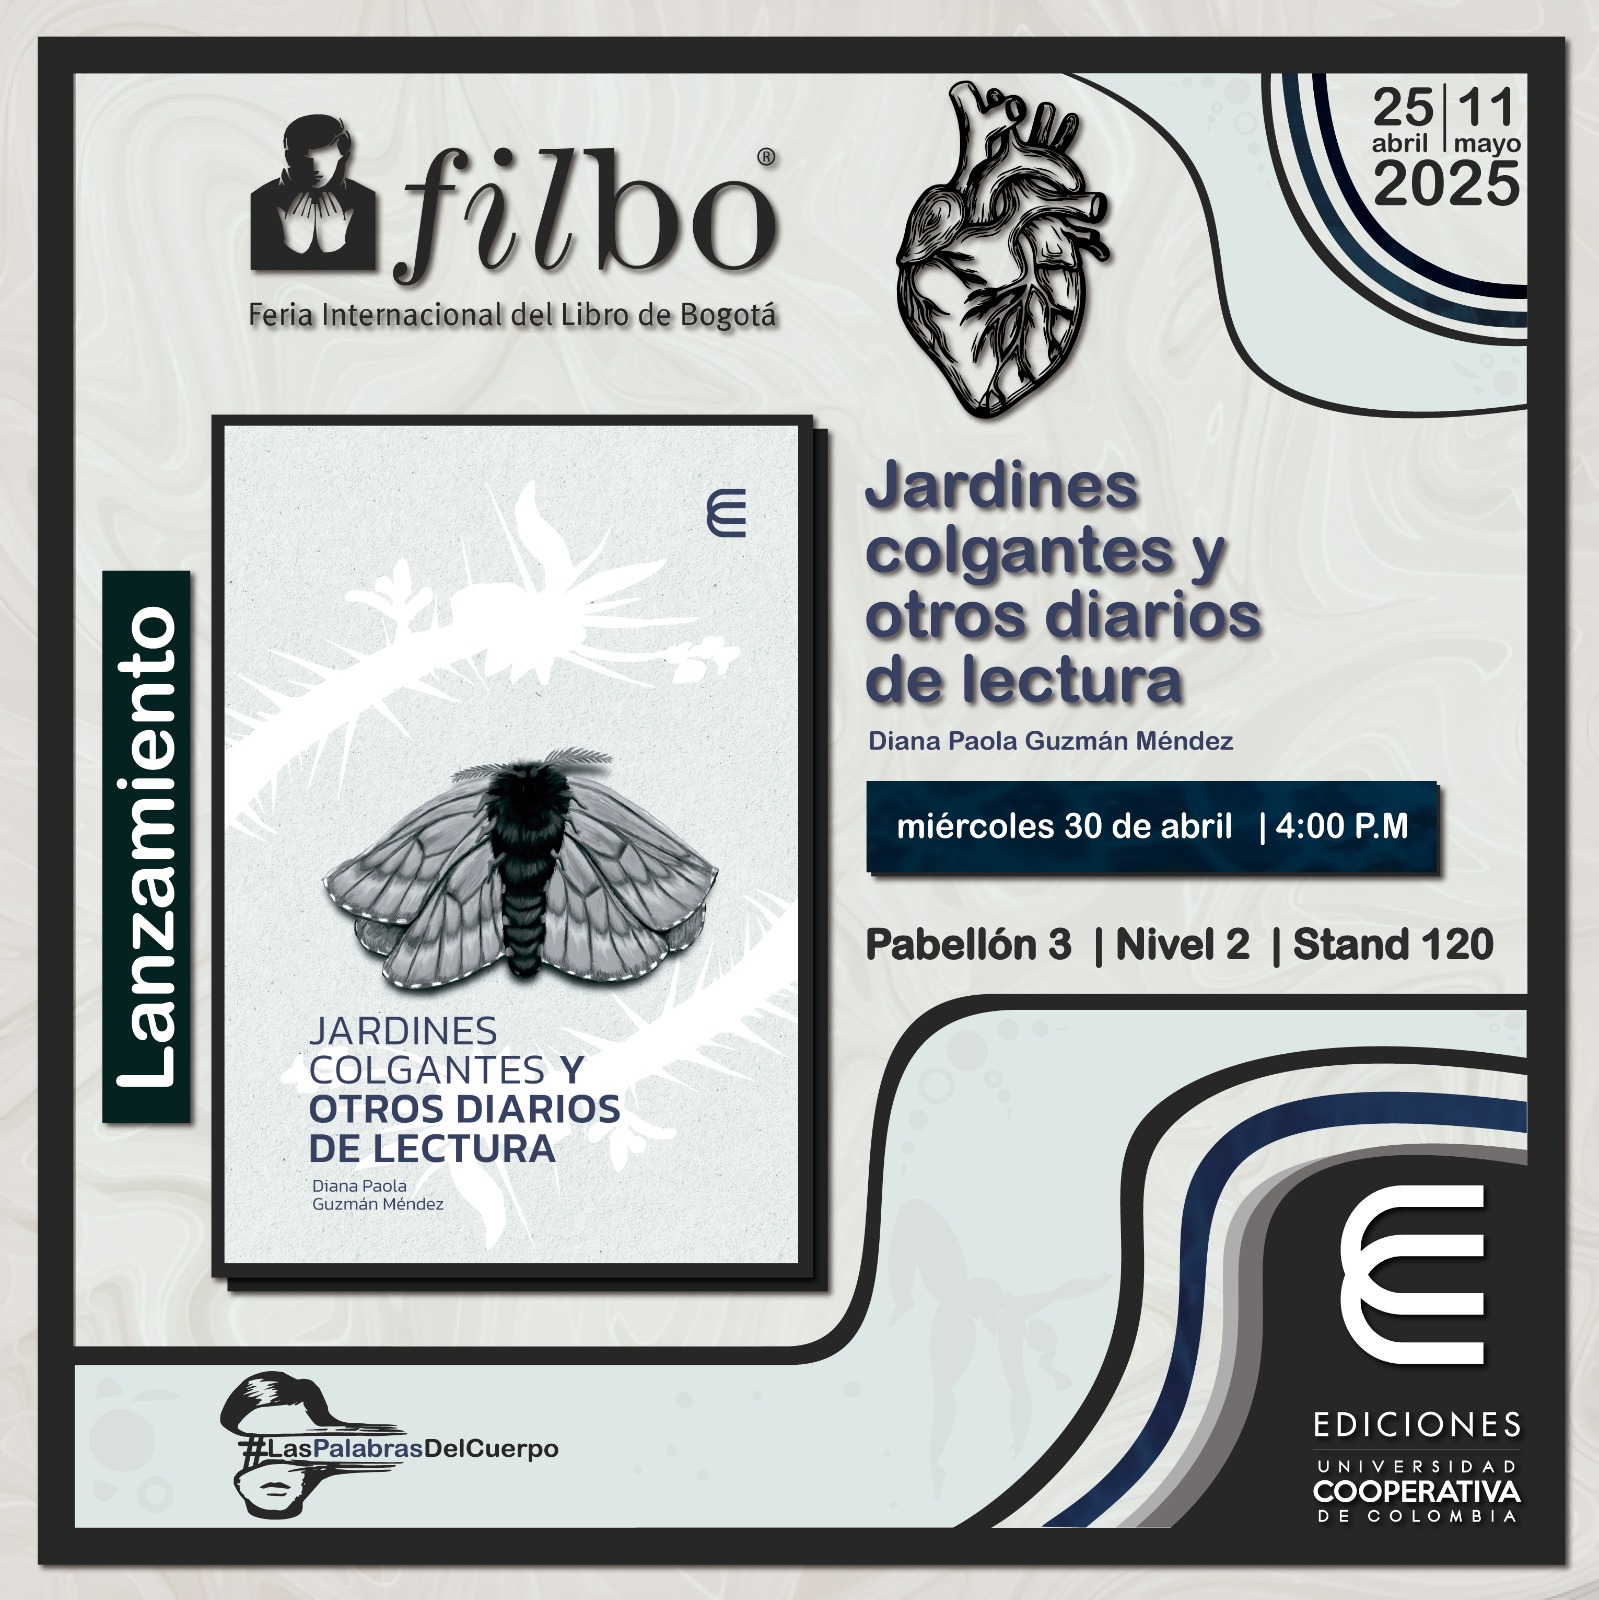 filbo®
Feria Internacional del Libro de Bogotá
25 | 11
abril | mayo
2025
Lanzamiento
JARDINES
COLGANTES Y
OTROS DIARIOS
DE LECTURA
Diana Paola
Guzmán Méndez
Jardines
colgantes y
otros diarios
de lectura
Diana Paola Guzmán Méndez
miércoles 30 de abril | 4:00 P.M
Pabellón 3 | Nivel 2 | Stand 120
#LasPalabrasDelCuerpo
EDICIONES
UNIVERSIDAD
COOPERATIVA
DE COLOMBIA